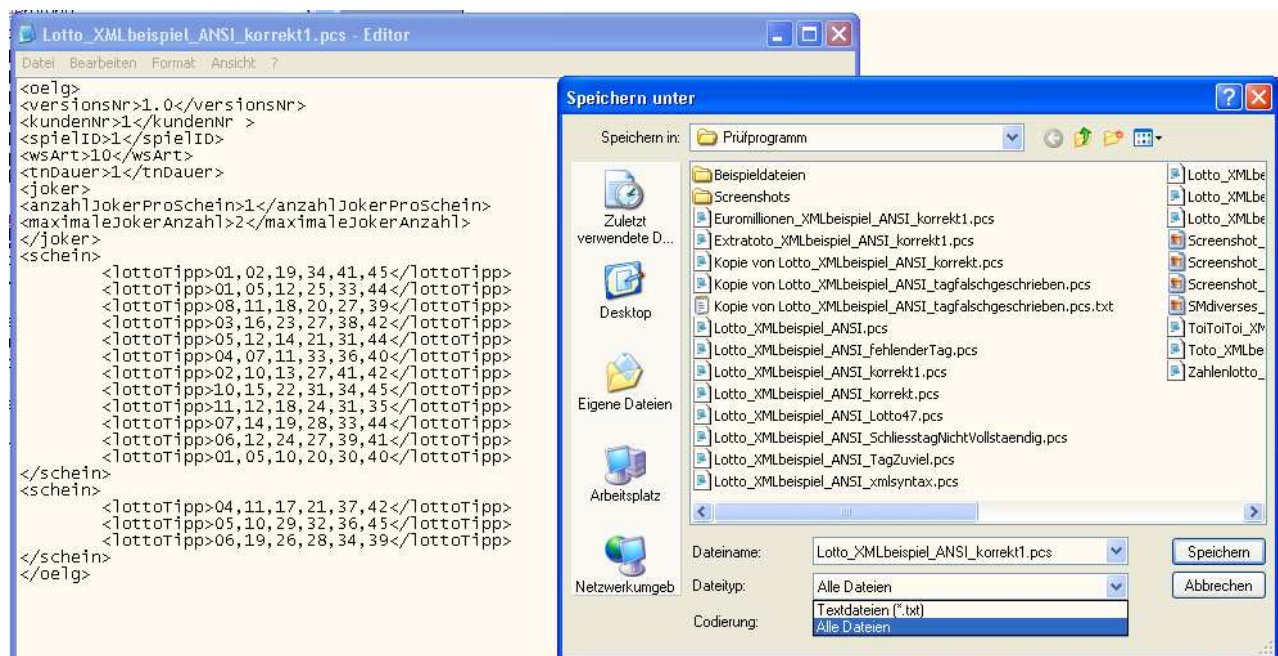 Lotto_XMLbeispiel_ANSI_korrekt1.pcs - Editor
Datei Bearbeiten Format Ansicht ?
<oelg>
<versionsNr>1.0</versionsNr>
<kundenNr>1</kundenNr >
<spielID>1</spielID>
<wsArt>10</wsArt>
<tnDauer>1</tnDauer>
<joker>
<anzahlJokerProSchein>1</anzahlJokerProSchein>
<maximaleJokerAnzahl>2</maximaleJokerAnzahl>
</joker>
<schein>
<lottoTipp>01,02,19,34,41,45</lottoTipp>
<lottoTipp>01,05,12,25,33,44</lottoTipp>
<lottoTipp>08,11,18,20,27,39</lottoTipp>
<lottoTipp>03,16,23,27,38,42</lottoTipp>
<lottoTipp>05,12,14,21,31,44</lottoTipp>
<lottoTipp>04,07,11,33,36,40</lottoTipp>
<lottoTipp>02,10,13,27,41,42</lottoTipp>
<lottoTipp>10,15,22,31,34,45</lottoTipp>
<lottoTipp>11,12,18,24,31,35</lottoTipp>
<lottoTipp>07,14,19,28,33,44</lottoTipp>
<lottoTipp>06,12,24,27,39,41</lottoTipp>
<lottoTipp>01,05,10,20,30,40</lottoTipp>
</schein>
<schein>
<lottoTipp>04,11,17,21,37,42</lottoTipp>
<lottoTipp>05,10,29,32,36,45</lottoTipp>
<lottoTipp>06,19,26,28,34,39</lottoTipp>
</schein>
</oelg>
Speichern unter
Speichern in:
Prüfprogramm
Zuletzt
verwendete D...
Desktop
Eigene Dateien
Arbeitsplatz
Netzwerkumgeb
Beispieldateien
Screenshots
Euromillionen_XMLbeispiel_ANSI_korrekt1.pcs
Extratoto_XMLbeispiel_ANSI_korrekt1.pcs
Kopie von Lotto_XMLbeispiel_ANSI_korrekt.pcs
Kopie von Lotto_XMLbeispiel_ANSI_tagfalschgeschrieben.pcs
Kopie von Lotto_XMLbeispiel_ANSI_tagfalschgeschrieben.pcs.txt
Lotto_XMLbeispiel_ANSI.pcs
Lotto_XMLbeispiel_ANSI_fehlenderTag.pcs
Lotto_XMLbeispiel_ANSI_korrekt1.pcs
Lotto_XMLbeispiel_ANSI_korrekt.pcs
Lotto_XMLbeispiel_ANSI_Lotto47.pcs
Lotto_XMLbeispiel_ANSI_SchliesstagNichtVollstaendig.pcs
Lotto_XMLbeispiel_ANSI_TagZuviel.pcs
Lotto_XMLbeispiel_ANSI_xmlsyntax.pcs
Lotto_XMLbe
Lotto_XMLbe
Lotto_XMLbe
Screenshot_
Screenshot_
Screenshot_
SMdiverses_
ToiToiToi_XM
Toto_XMLbe
Zahlenlotto_
Dateiname:
Lotto_XMLbeispiel_ANSI_korrekt1.pcs
Speichern
Dateityp:
Alle Dateien
Abbrechen
Textdateien (*.txt)
Codierung:
Alle Dateien